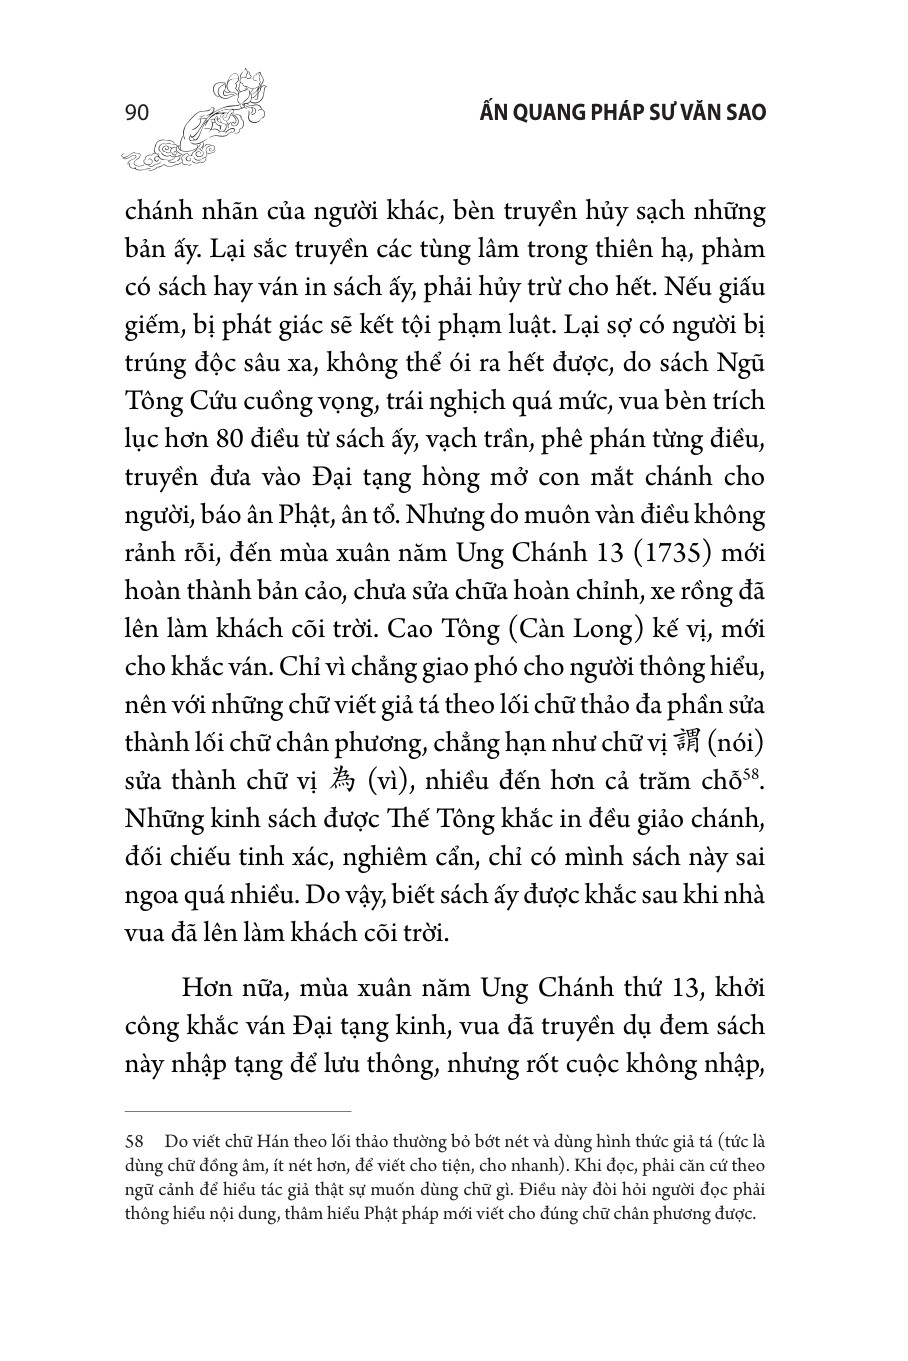 90
ẤN QUANG PHÁP SƯ VĂN SAO
chánh nhãn của người khác, bèn truyền hủy sạch những
bản ấy. Lại sắc truyền các tùng lâm trong thiên hạ, phàm
có sách hay ván in sách ấy, phải hủy trừ cho hết. Nếu giấu
giếm, bị phát giác sẽ kết tội phạm luật. Lại sợ có người bị
trúng độc sâu xa, không thể ói ra hết được, do sách Ngũ
Tông Cứu cuồng vọng, trái nghịch quá mức, vua bèn trích
lục hơn 80 điều từ sách ấy, vạch trần, phê phán từng điều,
truyền đưa vào Đại tạng hòng mở con mắt chánh cho
người, báo ân Phật, ân tổ. Nhưng do muôn vàn điều không
rảnh rỗi, đến mùa xuân năm Ung Chánh 13 (1735) mới
hoàn thành bản cảo, chưa sửa chữa hoàn chỉnh, xe rồng đã
lên làm khách cõi trời. Cao Tông (Càn Long) kế vị, mới
cho khắc ván. Chỉ vì chẳng giao phó cho người thông hiểu,
nên với những chữ viết giả tá theo lối chữ thảo đa phần sửa
thành lối chữ chân phương, chẳng hạn như chữ vị 謂 (nói)
sửa thành chữ vị 為 (vì), nhiều đến hơn cả trăm chỗ58.
Những kinh sách được Thế Tông khắc in đều giảo chánh,
đối chiếu tinh xác, nghiêm cẩn, chỉ có mình sách này sai
ngoa quá nhiều. Do vậy, biết sách ấy được khắc sau khi nhà
vua đã lên làm khách cõi trời.
Hơn nữa, mùa xuân năm Ung Chánh thứ 13, khởi
công khắc ván Đại tạng kinh, vua đã truyền dụ đem sách
này nhập tạng để lưu thông, nhưng rốt cuộc không nhập,
58 Do viết chữ Hán theo lối thảo thường bỏ bớt nét và dùng hình thức giả tá (tức là
dùng chữ đồng âm, ít nét hơn, để viết cho tiện, cho nhanh). Khi đọc, phải căn cứ theo
ngữ cảnh để hiểu tác giả thật sự muốn dùng chữ gì. Điều này đòi hỏi người đọc phải
thông hiểu nội dung, thâm hiểu Phật pháp mới viết cho đúng chữ chân phương được.